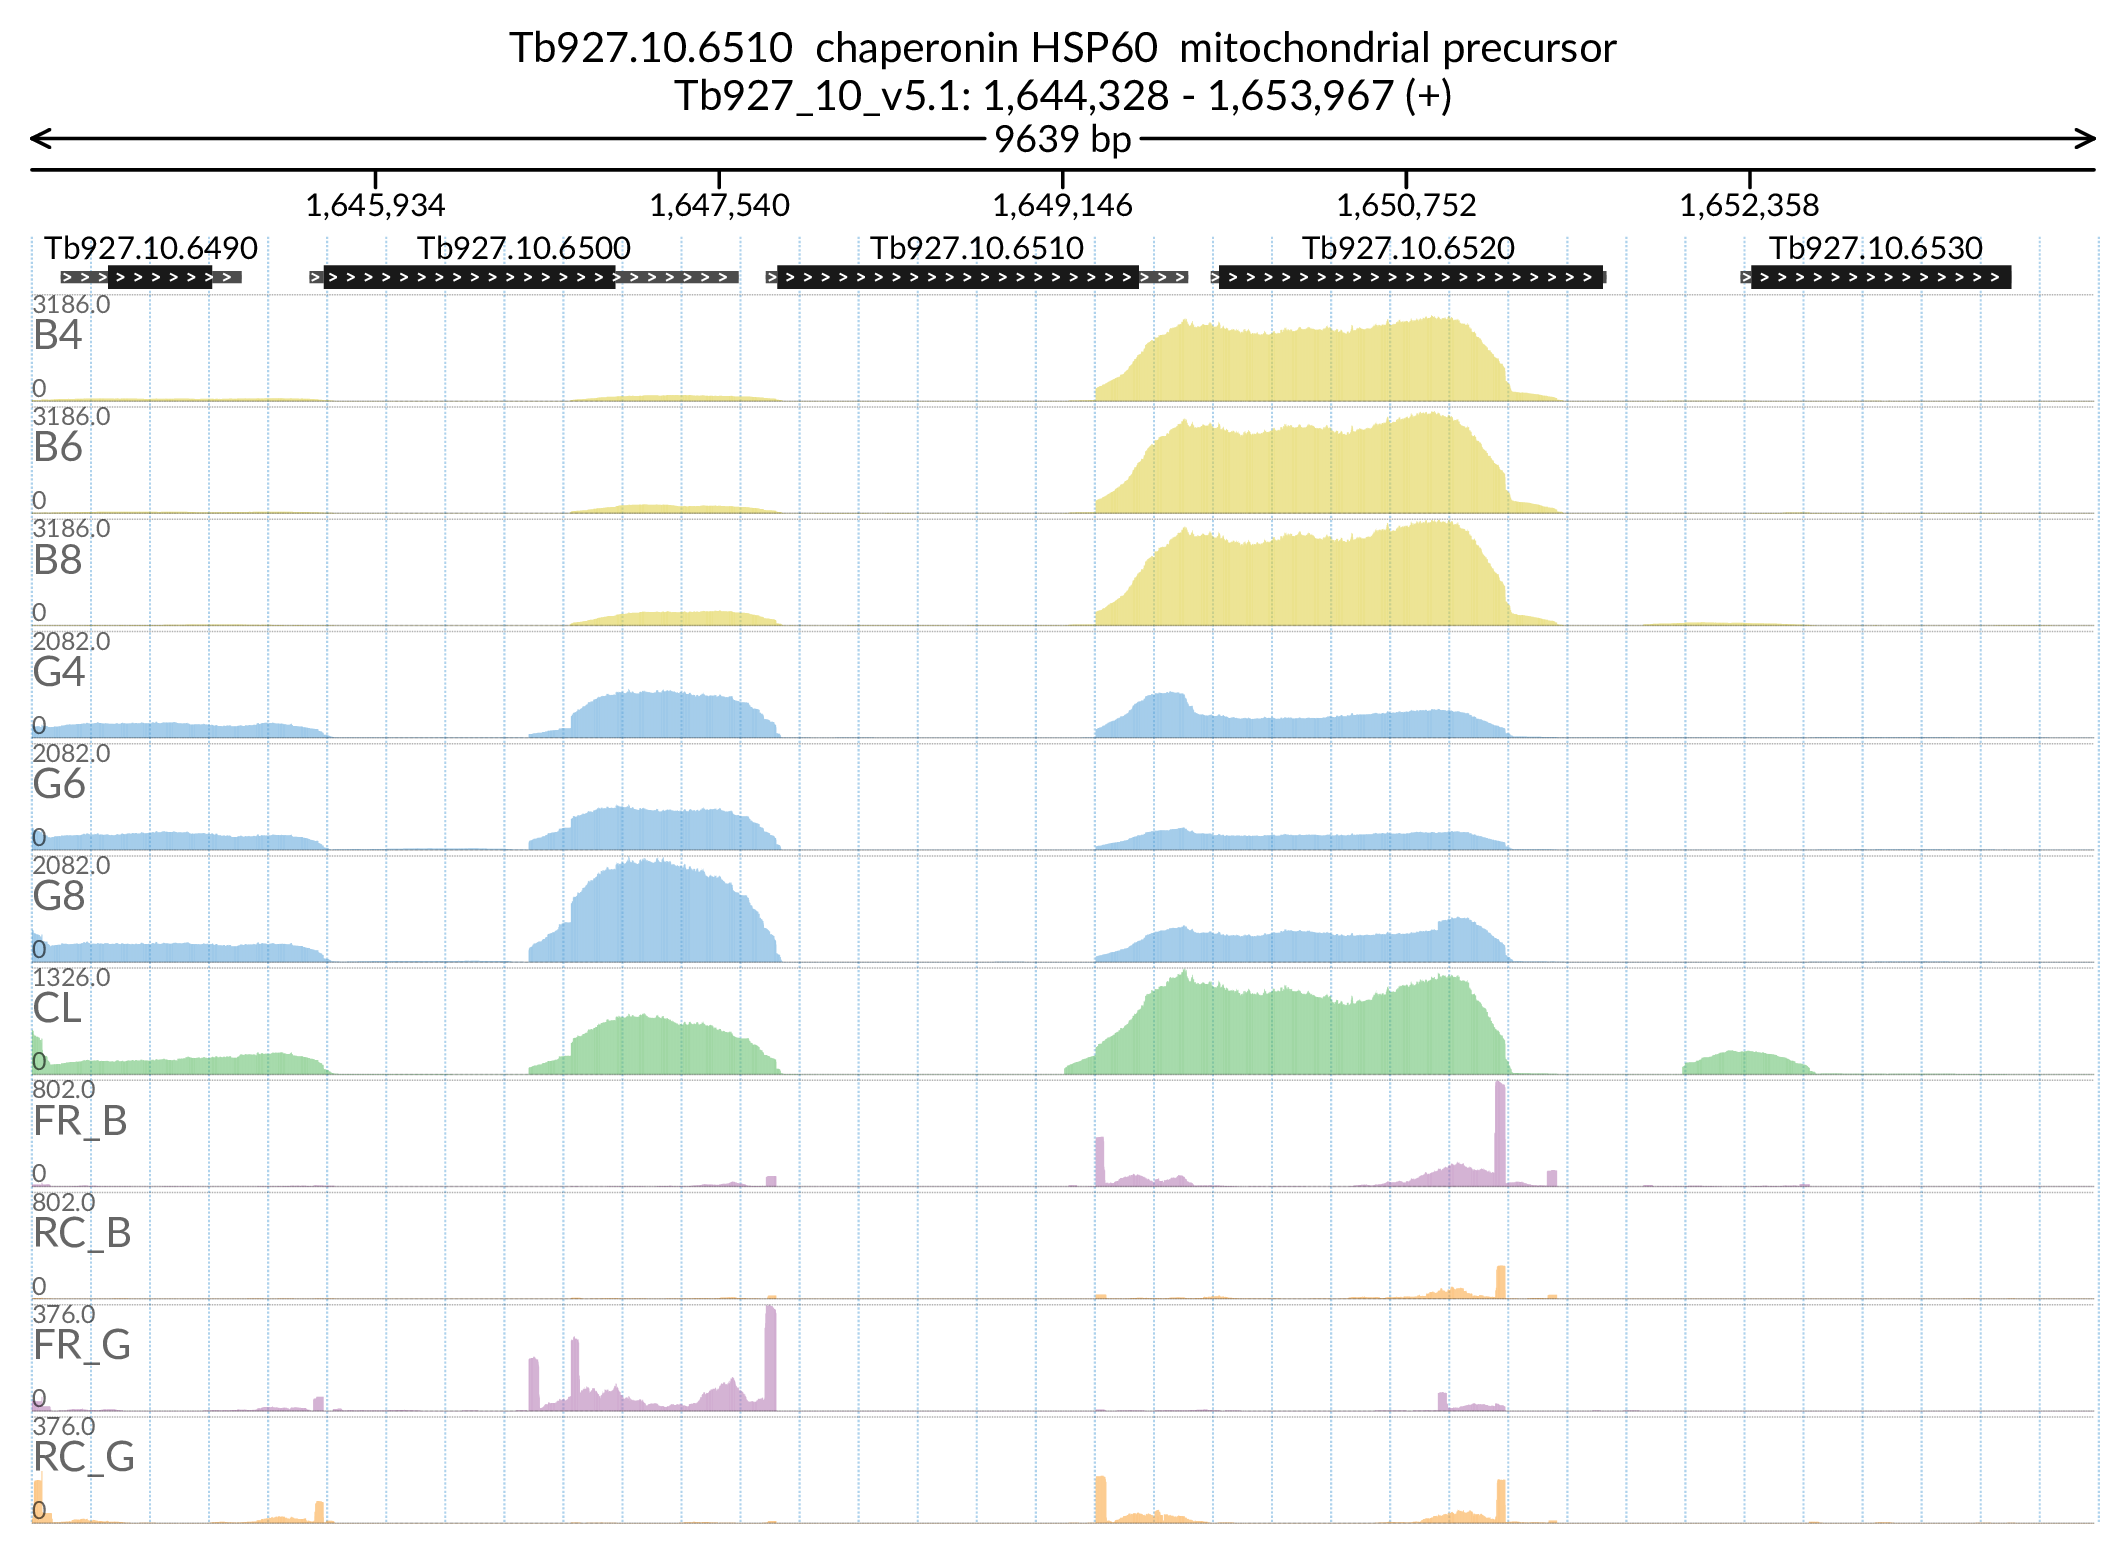 Tb927.10.6510  chaperonin HSP60  mitochondrial precursor
Tb927_10_v5.1: 1,644,328 - 1,653,967 (+)
9639 bp
1,645,934 1,647,540 1,649,146 1,650,752 1,652,358
Tb927.10.6490 Tb927.10.6500 Tb927.10.6510 Tb927.10.6520 Tb927.10.6530
3186.0
B4
0
3186.0
B6
0
3186.0
B8
0
2082.0
G4
0
2082.0
G6
0
2082.0
G8
0
1326.0
CL
0
802.0
FR_B
0
802.0
RC_B
0
376.0
FR_G
0
376.0
RC_G
0